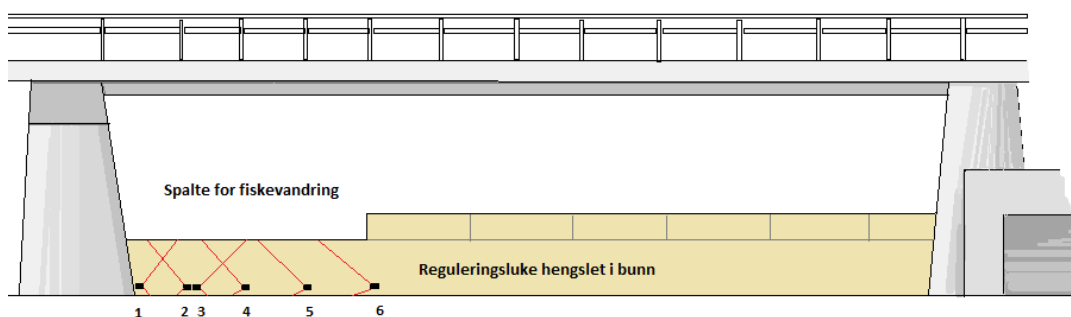 Spalte for fiskevandring
Reguleringsluke hengslet i bunn
1 2 3 4 5 6